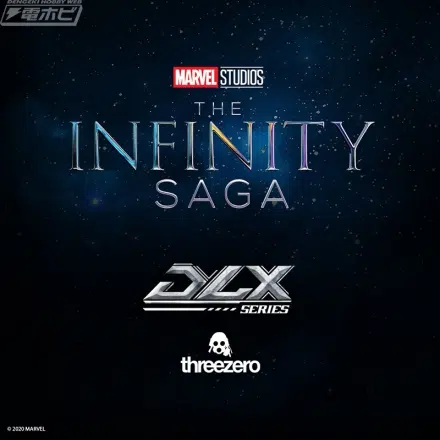 DENGEKI HOBBY WEB
電ホビ
MARVEL STUDIOS
THE
INFINITY
SAGA
DLX
SERIES
threezero
© 2020 MARVEL